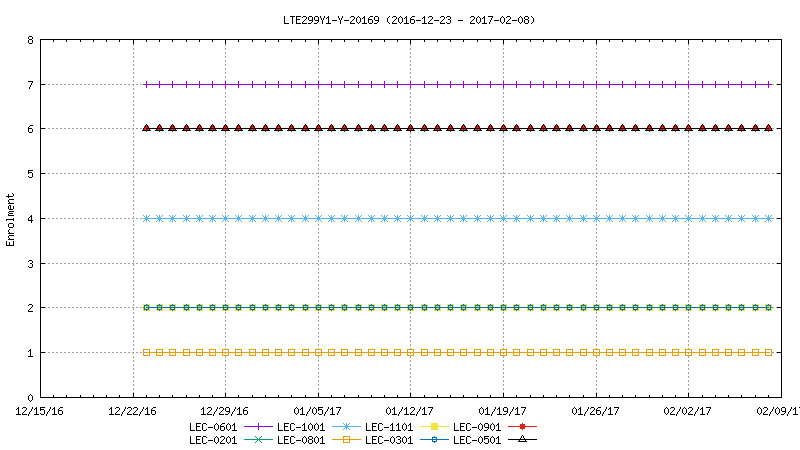 LTE299Y1-Y-20169 (2016-12-23 - 2017-02-08)
8
7
6
5
4
3
2
1
0
Enrolment
12/15/16 12/22/16 12/29/16 01/05/17 01/12/17 01/19/17 01/26/17 02/02/17 02/09/17
LEC-0601 LEC-1001 LEC-1101 LEC-0901
LEC-0201 LEC-0801 LEC-0301 LEC-0501